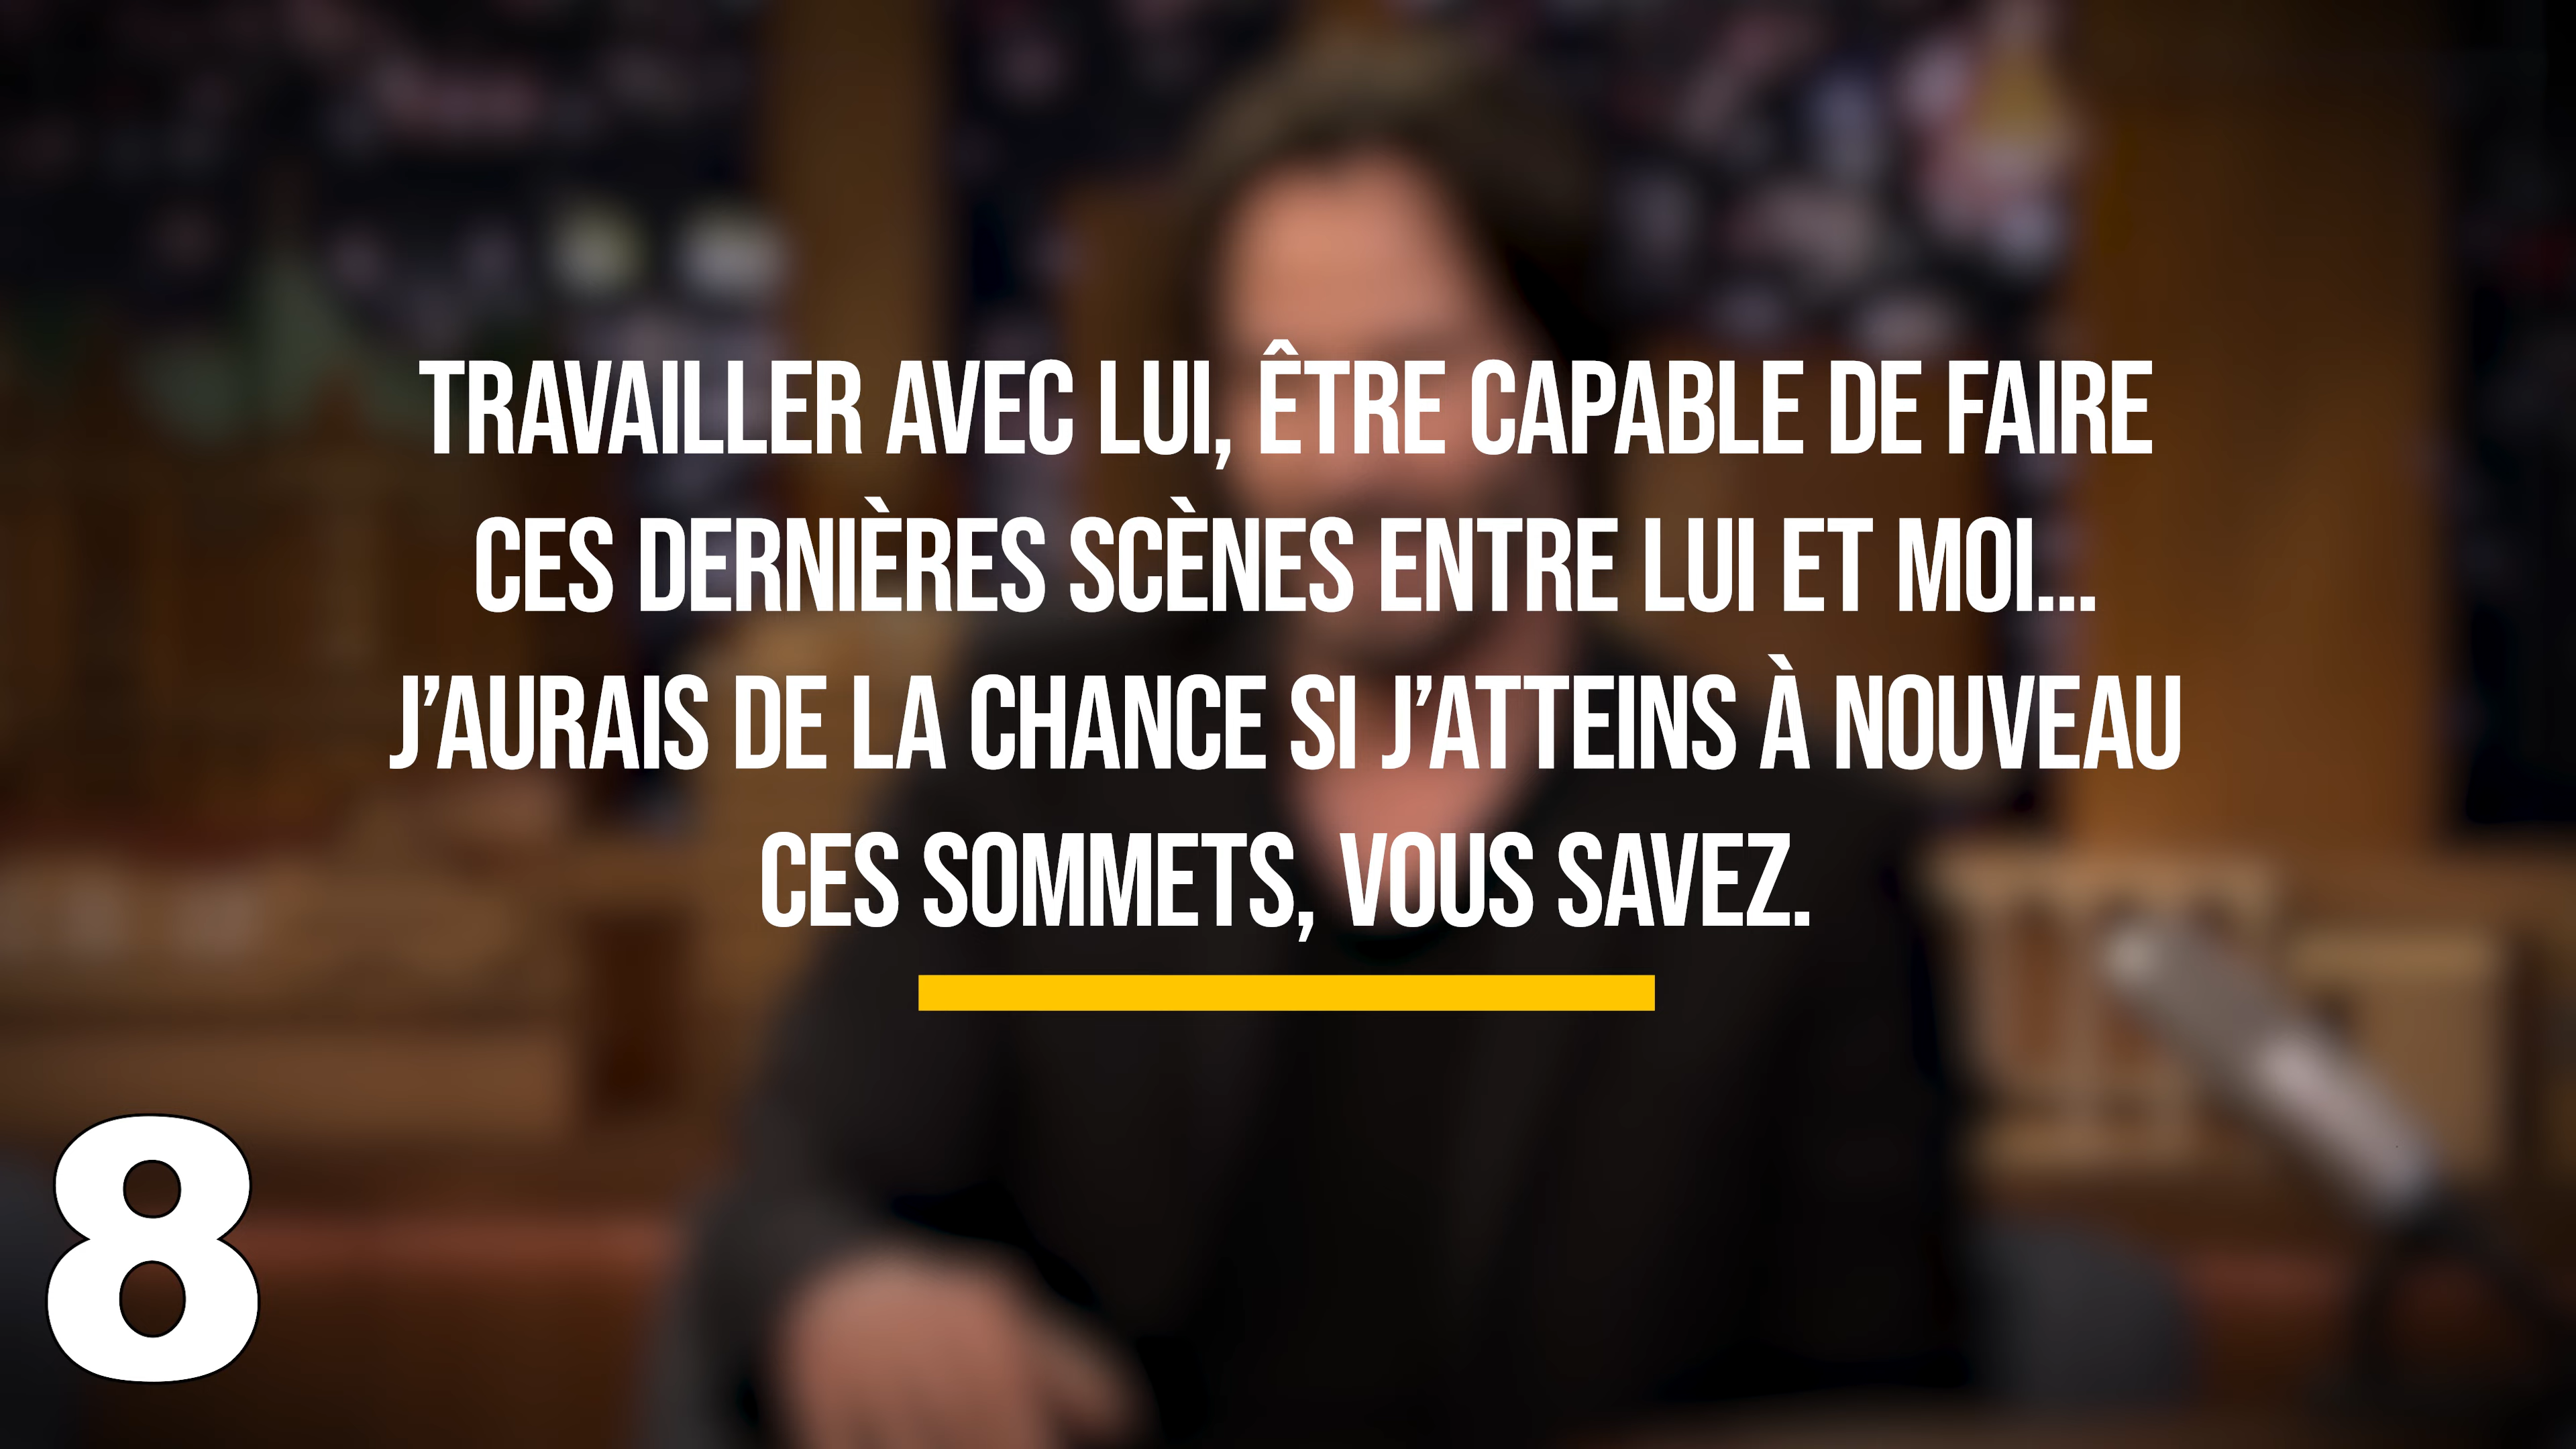 TRAVAILLER AVEC LUI, ÊTRE CAPABLE DE FAIRE
CES DERNIÈRES SCÈNES ENTRE LUI ET MOI...
J’AURAIS DE LA CHANCE SI J’ATTEINS À NOUVEAU
CES SOMMETS, VOUS SAVEZ.
8